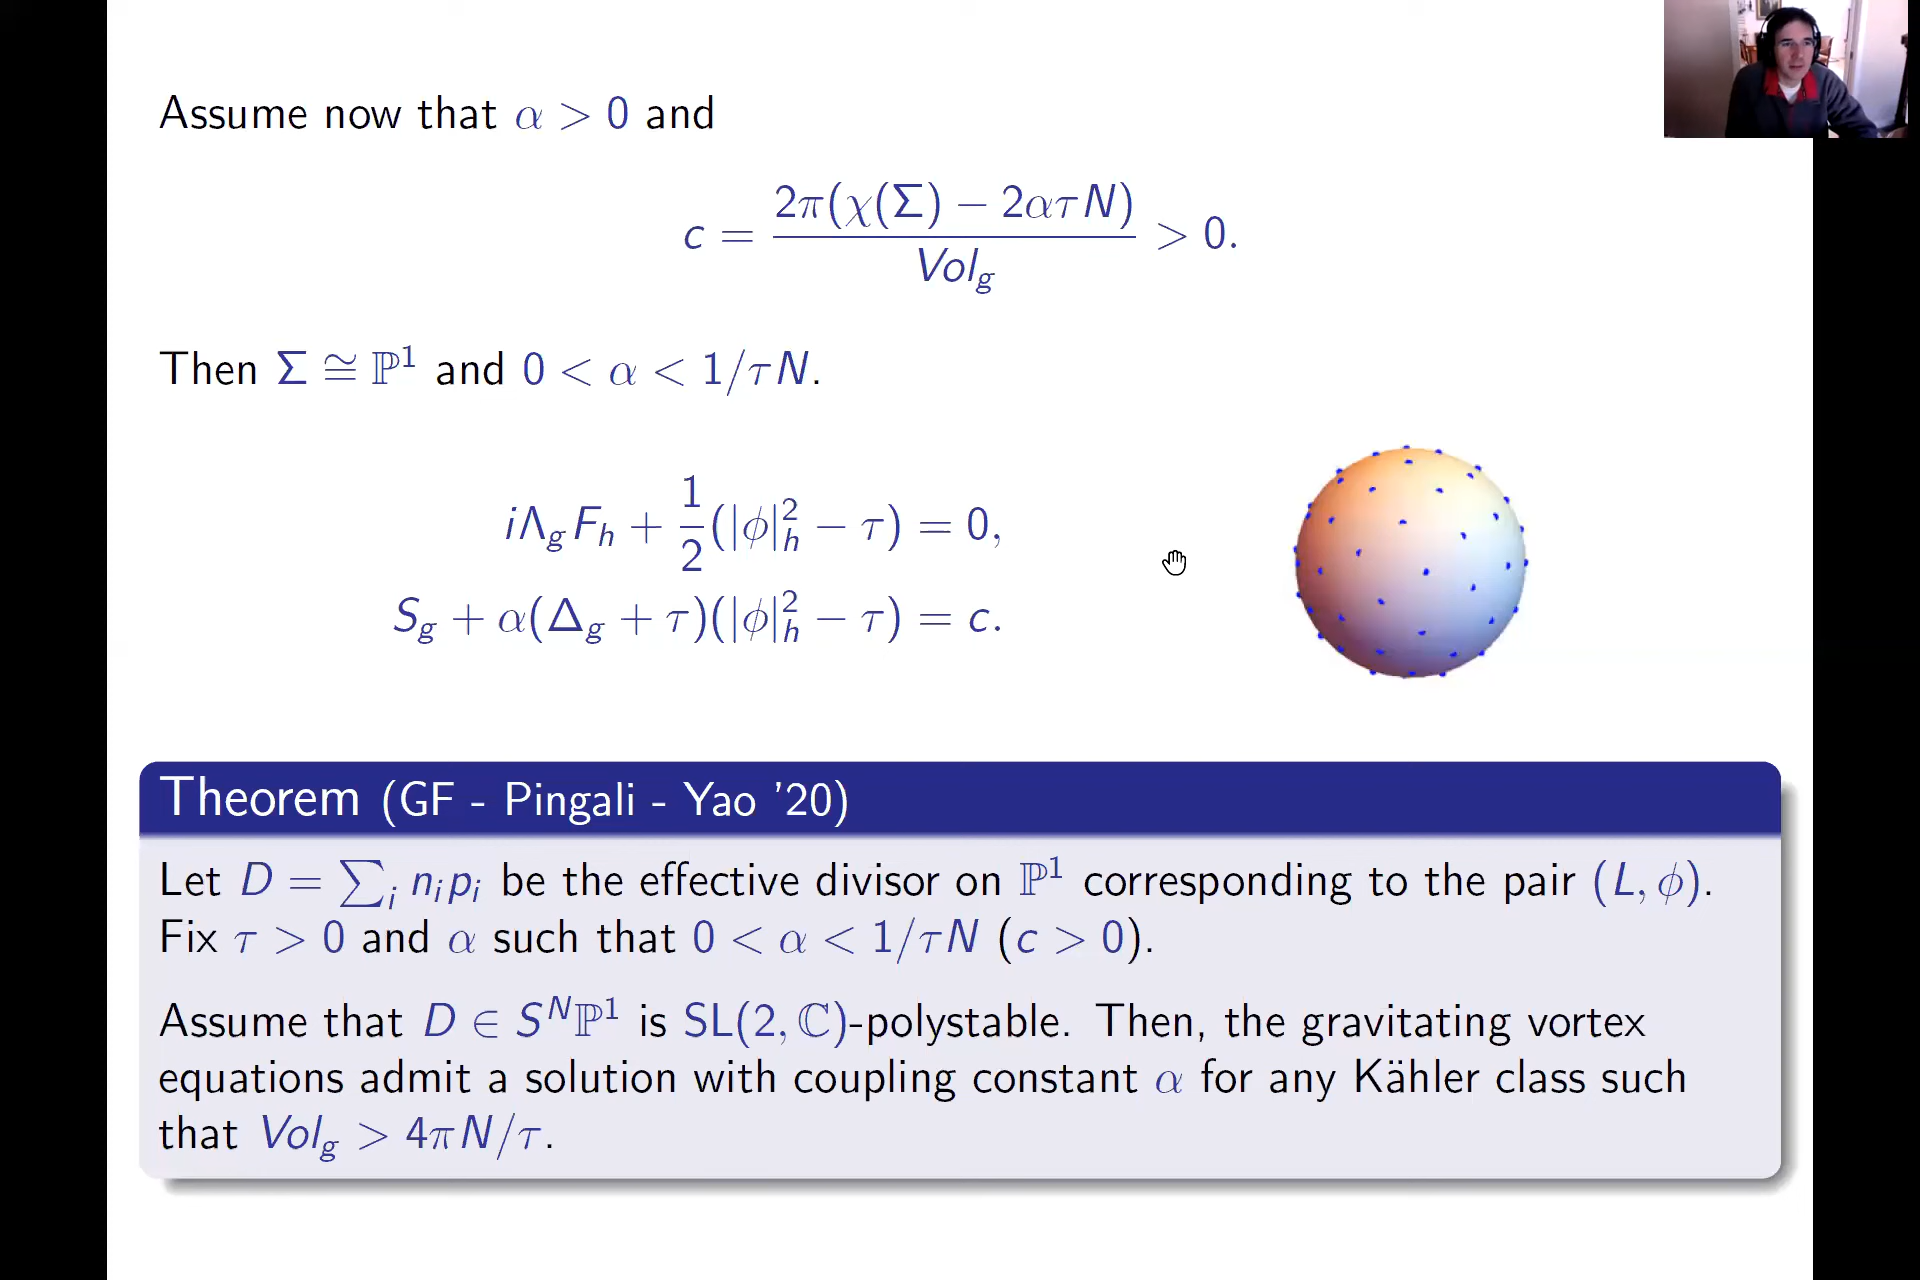 Assume now that α > 0 and
c = 2π(χ(Σ) − 2ατN) / Vol_g > 0.
Then Σ ≅ ℙ¹ and 0 < α < 1/τN.
iΛ_g F_h + 1/2(|ϕ|²_h − τ) = 0,
S_g + α(Δ_g + τ)(|ϕ|²_h − τ) = c.
Theorem (GF - Pingali - Yao '20)
Let D = ∑_i n_i p_i be the effective divisor on ℙ¹ corresponding to the pair (L, ϕ).
Fix τ > 0 and α such that 0 < α < 1/τN (c > 0).
Assume that D ∈ S^N ℙ¹ is SL(2, ℂ)-polystable. Then, the gravitating vortex
equations admit a solution with coupling constant α for any Kähler class such
that Vol_g > 4πN/τ.